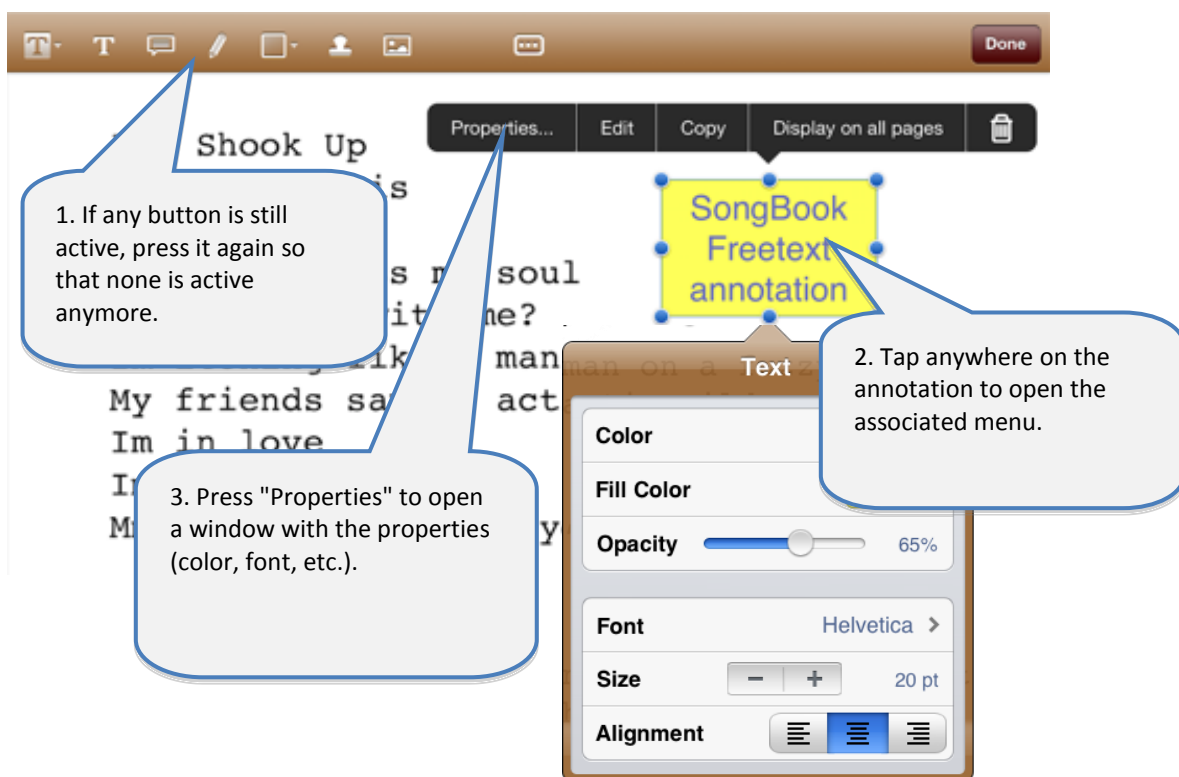 T T Done
Properties... Edit Copy Display on all pages
Shook Up
is
soul
me?
man
My friends
Im in love
1. If any button is still
active, press it again so
that none is active
anymore.
SongBook
Freetext
annotation
2. Tap anywhere on the
annotation to open the
associated menu.
3. Press "Properties" to open
a window with the properties
(color, font, etc.).
Text
man on a
Color
Fill Color
Opacity 65%
Font Helvetica >
Size - + 20 pt
Alignment